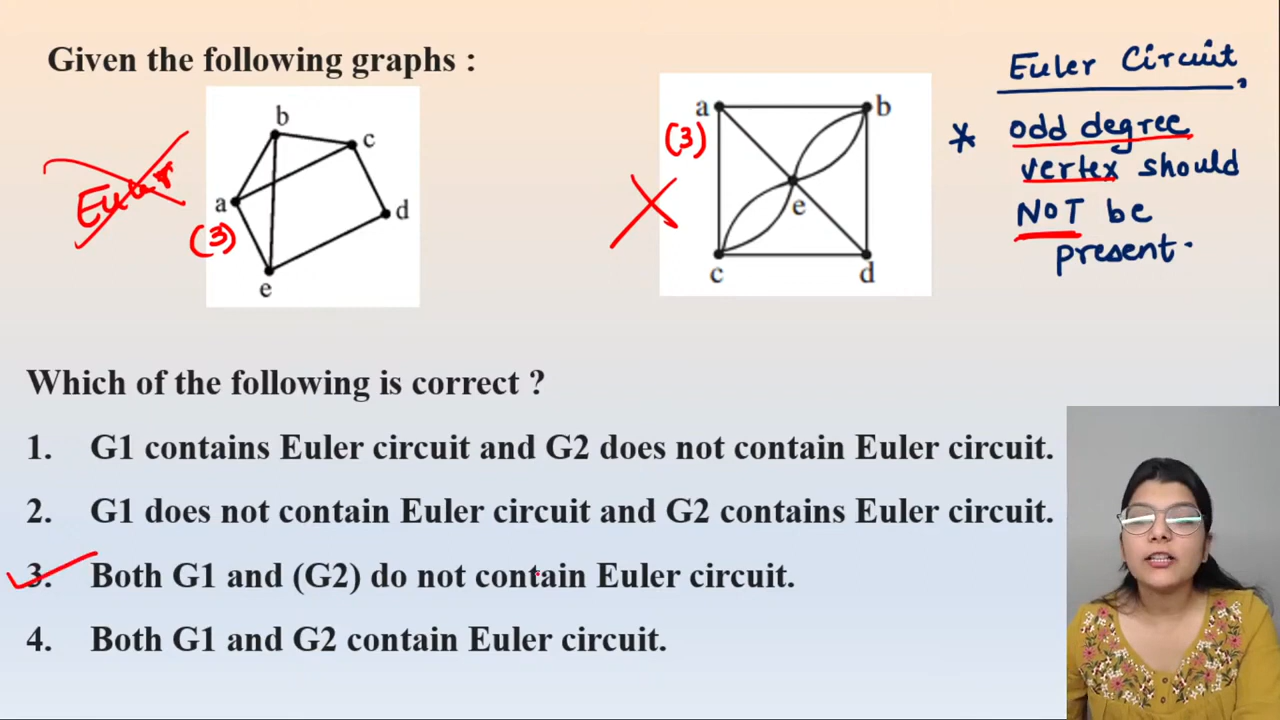 Given the following graphs :
Euler Circuit
* odd degree
vertex should
NOT be
present.
Euler
b
c
a
d
(3)
e
a
b
(3)
e
c
d
Which of the following is correct ?
1. G1 contains Euler circuit and G2 does not contain Euler circuit.
2. G1 does not contain Euler circuit and G2 contains Euler circuit.
3. Both G1 and (G2) do not contain Euler circuit.
4. Both G1 and G2 contain Euler circuit.